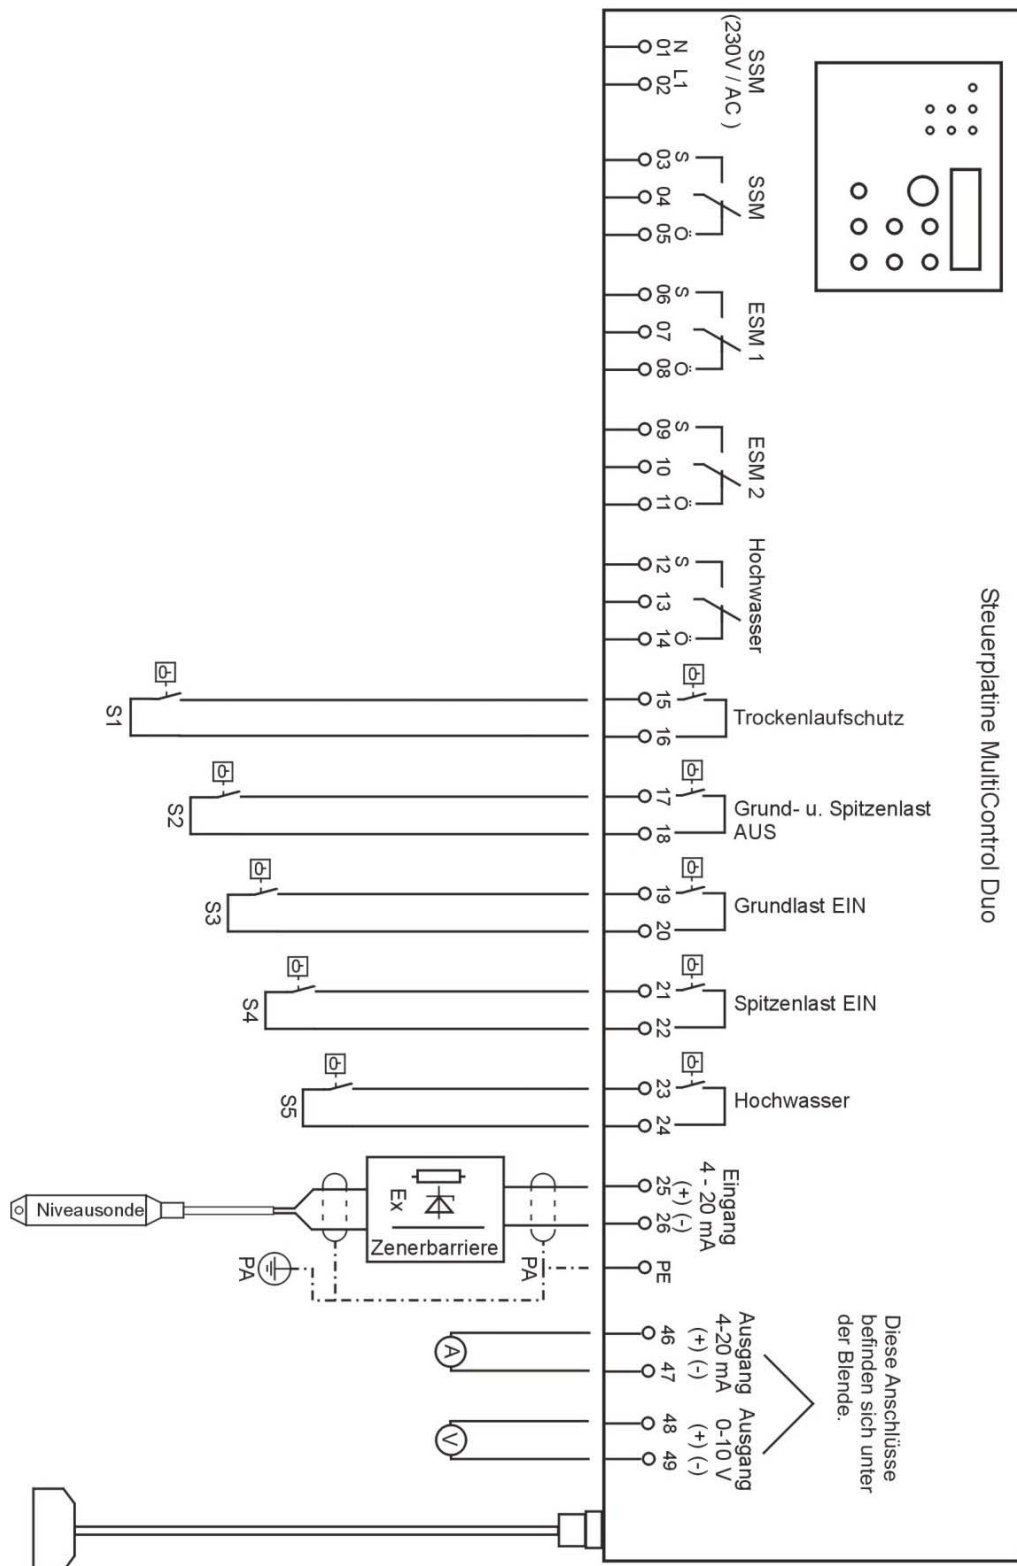 Steuerplatine MultiControl Duo
SSM
(230V / AC )
N L1
01 02
SSM
S Ö
03 04 05
ESM 1
S Ö
06 07 08
ESM 2
S Ö
09 10 11
Hochwasser
S Ö
12 13 14
Trockenlaufschutz
15 16
S1
Grund- u. Spitzenlast
AUS
17 18
S2
Grundlast EIN
19 20
S3
Spitzenlast EIN
21 22
S4
Hochwasser
23 24
S5
Eingang
4 - 20 mA
(+) (-)
25 26
PE
Ex
Zenerbarriere
Niveausonde
PA
PA
Diese Anschlüsse
befinden sich unter
der Blende.
Ausgang
4-20 mA
(+) (-)
46 47
A
Ausgang
0-10 V
(+) (-)
48 49
V